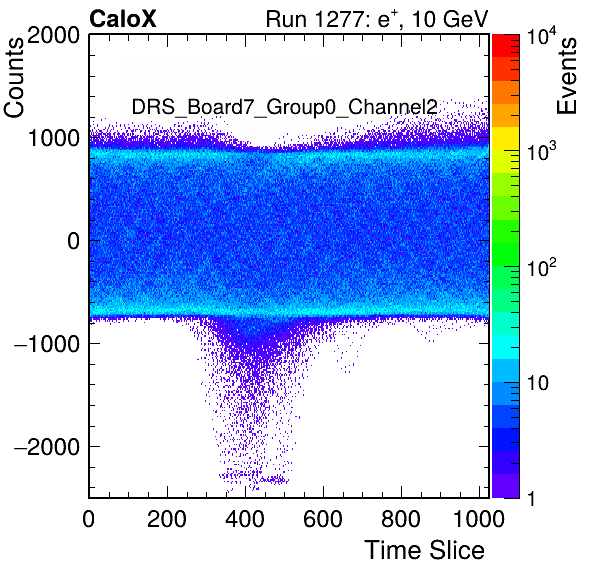 CaloX Run 1277: e+, 10 GeV
Counts
Events
DRS_Board7_Group0_Channel2
2000
1000
0
−1000
−2000
0 200 400 600 800 1000
Time Slice
10^4
10^3
10^2
10
1